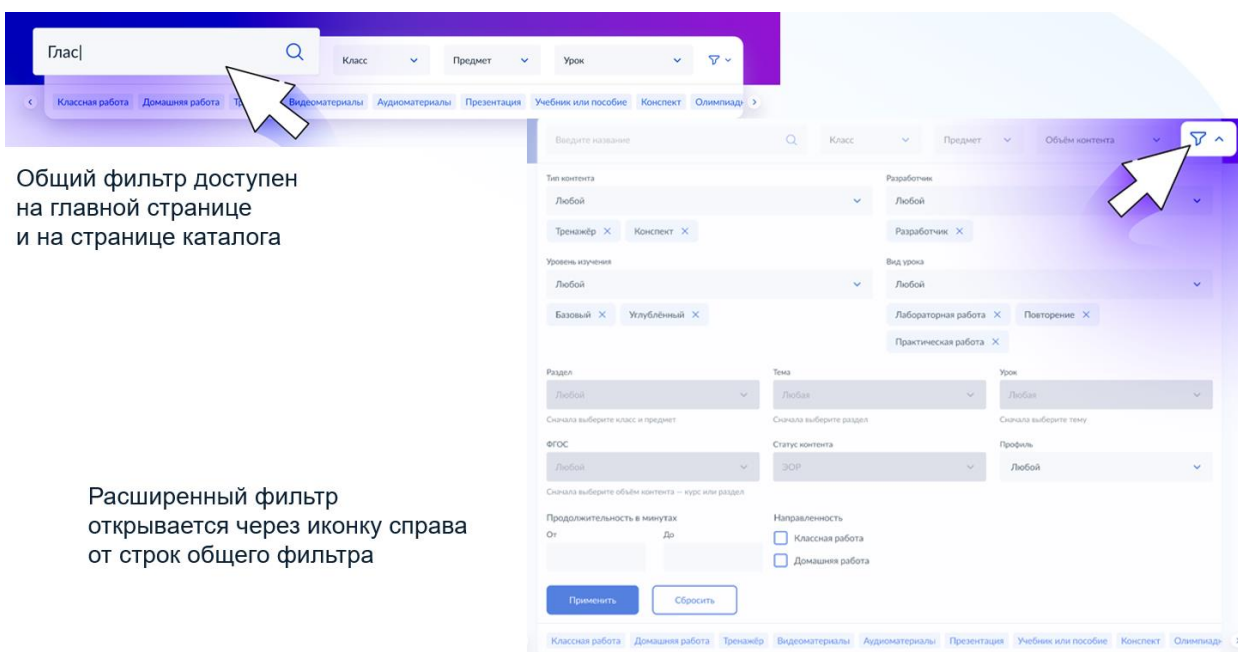 Глас
Класс
Предмет
Урок
Классная работа Домашняя работа Видеоматериалы Аудиоматериалы Презентация Учебник или пособие Конспект
Общий фильтр доступен
на главной странице
и на странице каталога
Введите название Класс Предмет Объём контента
Тип контента Разработчик
Любой Любой
Тренажёр Конспект Разработчик
Уровень изучения Вид урока
Любой Любой
Базовый Углублённый Лабораторная работа Повторение
Практическая работа
Раздел Тема Урок
Любой Любая Любая
Сначала выберите класс и предмет Сначала выберите раздел Сначала выберите тему
ФГОС Статус контента Профиль
Любой ЭОР Любой
Сначала выберите объём контента — курс или раздел
Продолжительность в минутах Направленность
От До
Классная работа
Домашняя работа
Применить Сбросить
Классная работа Домашняя работа Тренажёр Видеоматериалы Аудиоматериалы Презентация Учебник или пособие Конспект
Расширенный фильтр
открывается через иконку справа
от строк общего фильтра